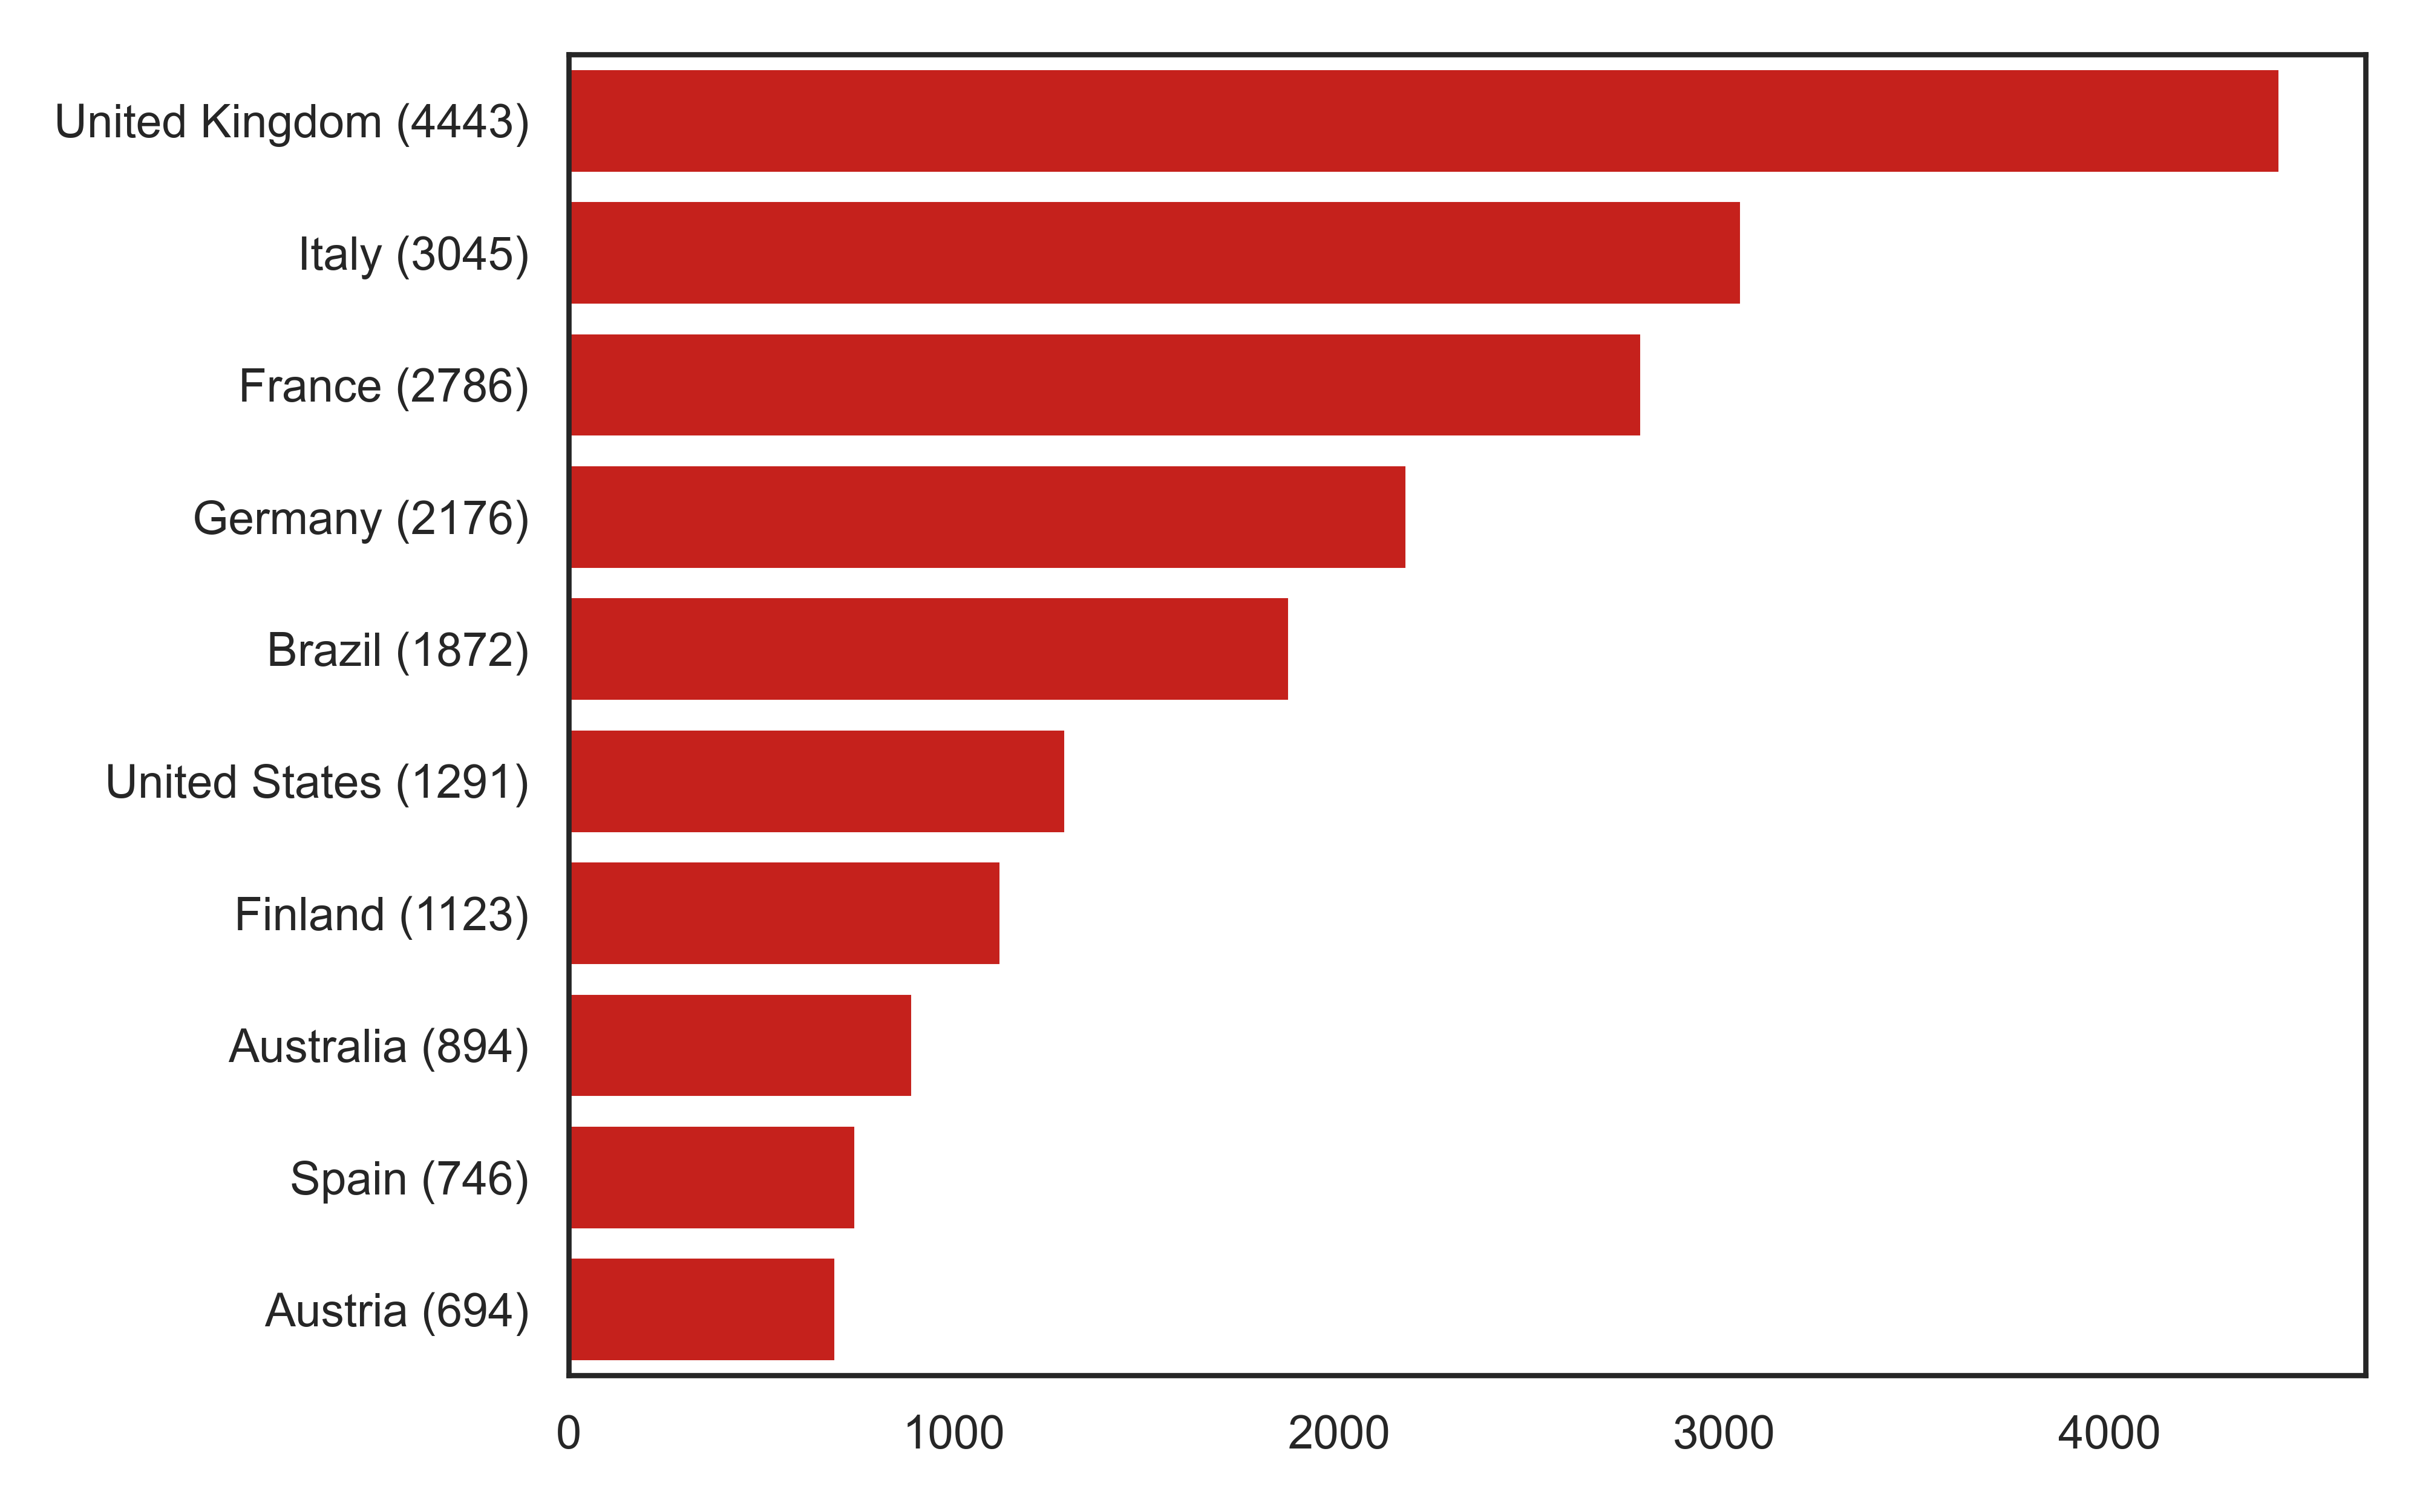 United Kingdom (4443)
Italy (3045)
France (2786)
Germany (2176)
Brazil (1872)
United States (1291)
Finland (1123)
Australia (894)
Spain (746)
Austria (694)
0 1000 2000 3000 4000